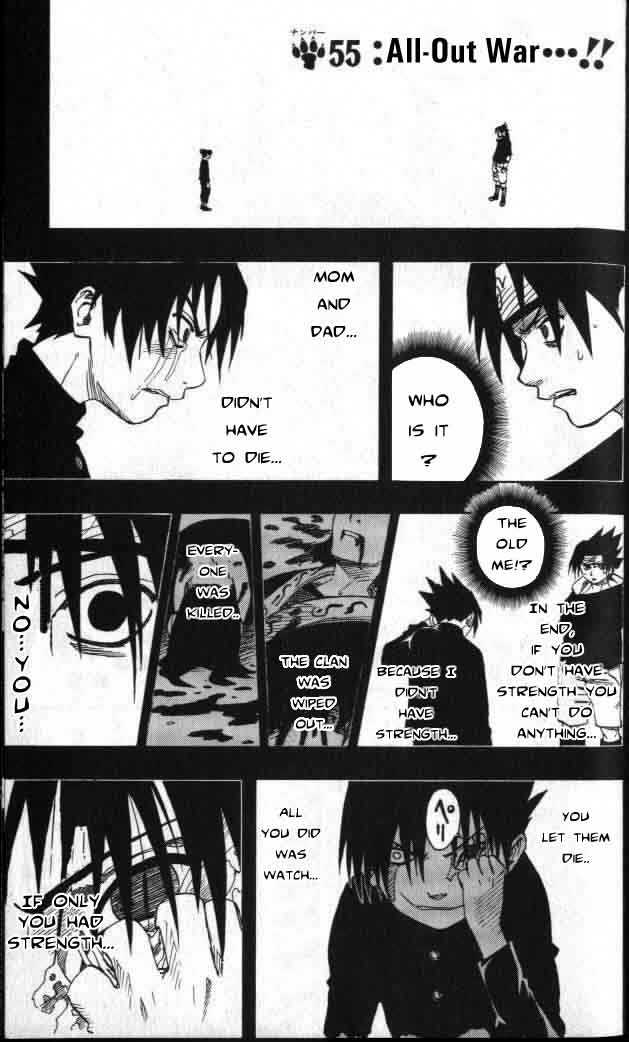 ナンバー
55 : All-Out War•••!!
WHO
IS IT
?
MOM
AND
DAD...
DIDN'T
HAVE
TO DIE...
THE
OLD
ME!?
IN THE
END,
IF YOU
DON'T HAVE
STRENGTH YOU
CAN'T DO
ANYTHING...
BECAUSE I
DIDN'T
HAVE
STRENGTH...
THE CLAN
WAS
WIPED
OUT...
EVERY-
ONE
WAS
KILLED..
NO...YOU...
YOU
LET THEM
DIE..
ペリ
ALL
YOU DID
WAS
WATCH...
IF ONLY
YOU HAD
STRENGTH...